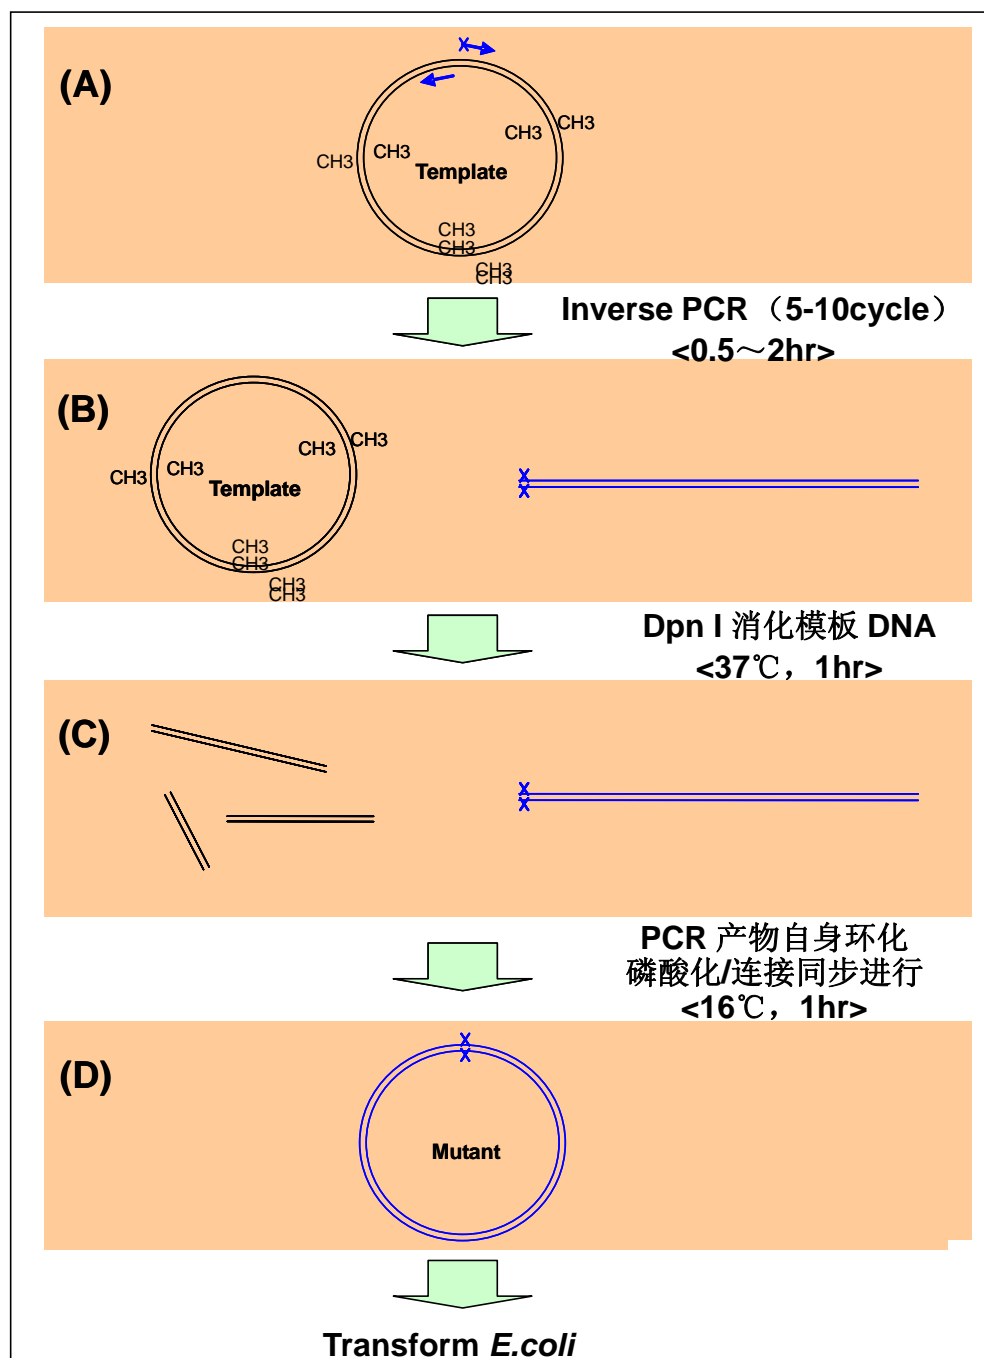 (A)
CH3
CH3
CH3
CH3
Template
CH3
CH3
CH3
CH3
Inverse PCR （5-10cycle）
<0.5～2hr>
(B)
CH3
CH3
CH3
CH3
Template
CH3
CH3
CH3
CH3
Dpn I 消化模板 DNA
<37℃，1hr>
(C)
PCR 产物自身环化
磷酸化/连接同步进行
<16℃，1hr>
(D)
Mutant
Transform E.coli